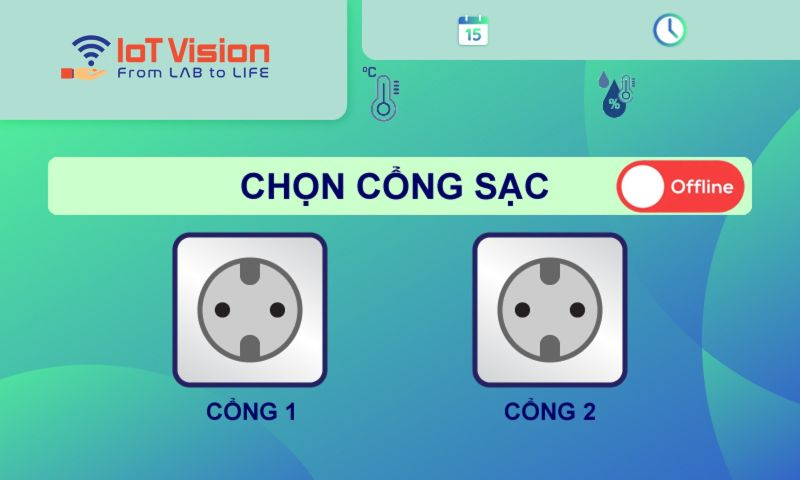 IoT Vision
From LAB to LIFE
15
°C
%
CHỌN CỔNG SẠC
Offline
CỔNG 1
CỔNG 2